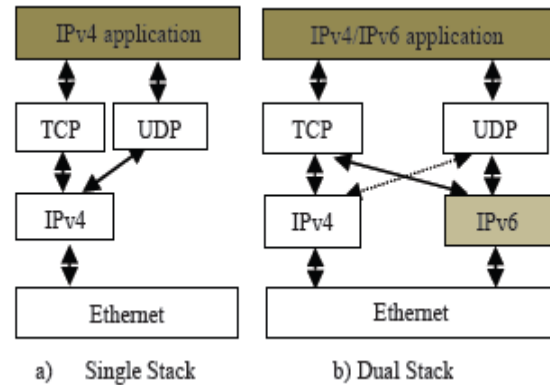 IPv4 application
TCP
UDP
IPv4
Ethernet
a) Single Stack
IPv4/IPv6 application
TCP
UDP
IPv4
IPv6
Ethernet
b) Dual Stack